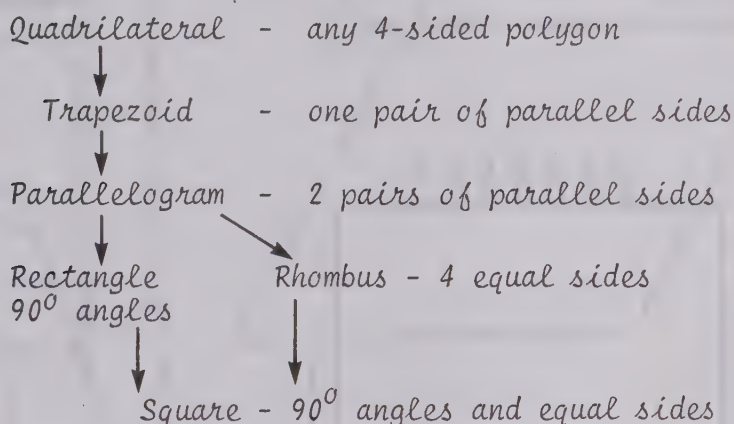 Quadrilateral - any 4-sided polygon
Trapezoid - one pair of parallel sides
Parallelogram - 2 pairs of parallel sides
Rectangle Rhombus - 4 equal sides
90° angles
Square - 90° angles and equal sides